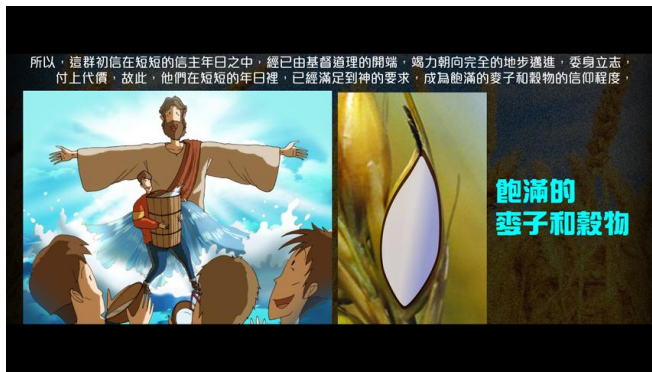 所以，這群初信在短短的信主年日之中，經已由基督道理的開端，竭力朝向完全的地步邁進，委身立志，
付上代價，故此，他們在短短的年日裡，已經滿足到神的要求，成為飽滿的麥子和穀物的信仰程度，
飽滿的
麥子和穀物